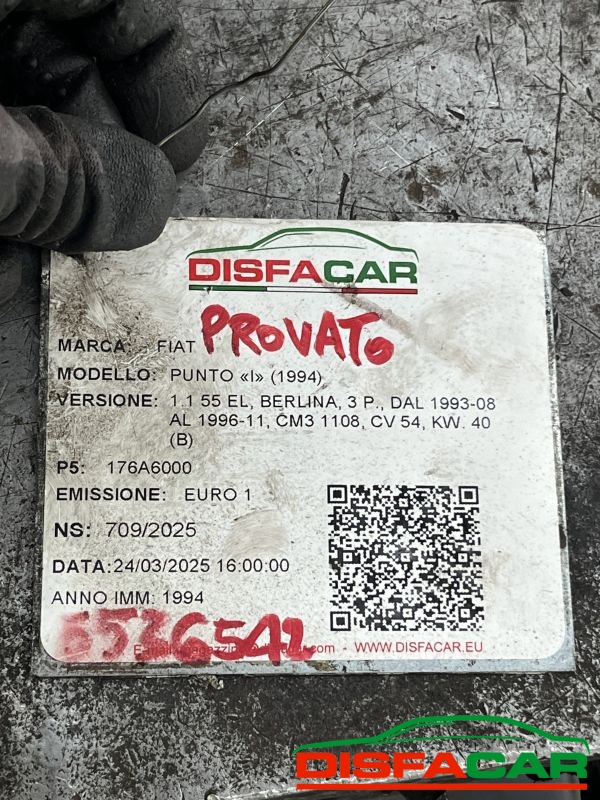 DISFACAR
PROVATO
MARCA: FIAT
MODELLO: PUNTO «I» (1994)
VERSIONE: 1.1 55 EL, BERLINA, 3 P., DAL 1993-08
AL 1996-11, CM3 1108, CV 54, KW. 40
(B)
P5: 176A6000
EMISSIONE: EURO 1
NS: 709/2025
DATA:24/03/2025 16:00:00
ANNO IMM: 1994
- WWW.DISFACAR.EU
DISFACAR